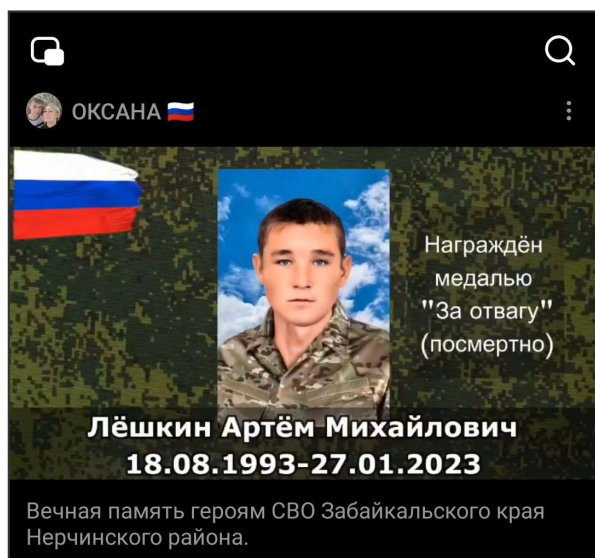 ОКСАНА
Награждён
медалью
"За отвагу"
(посмертно)
Лёшкин Артём Михайлович
18.08.1993-27.01.2023
Вечная память героям СВО Забайкальского края
Нерчинского района.